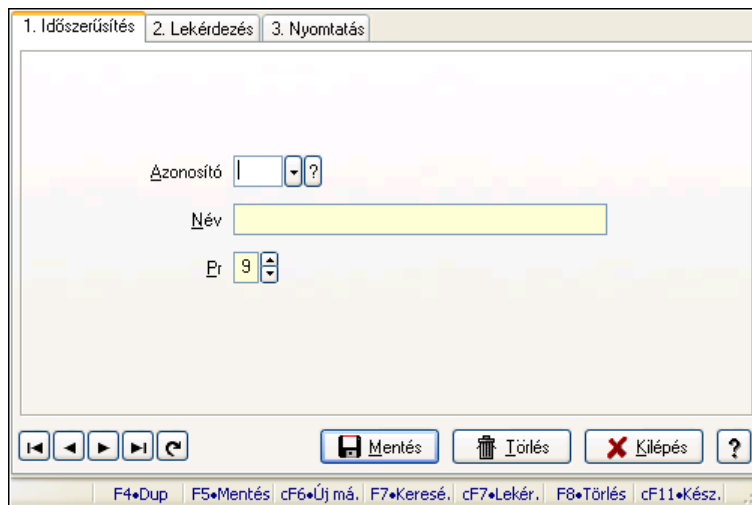 1. Időszerűsítés 2. Lekérdezés 3. Nyomtatás
Azonosító ?
Név
Pr 9
Mentés Törlés Kilépés ?
F4•Dup F5•Mentés cF6•Új má. F7•Keresé. cF7•Lekér. F8•Törlés cF11•Kész.